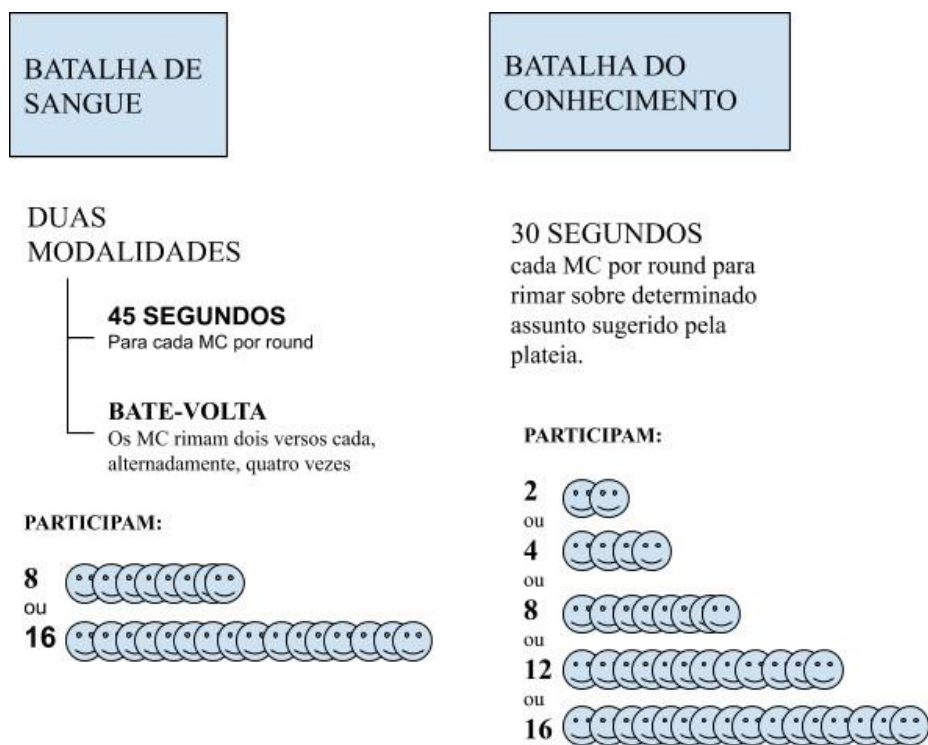 BATALHA DE
SANGUE
DUAS
MODALIDADES
45 SEGUNDOS
Para cada MC por round
BATE-VOLTA
Os MC rimam dois versos cada,
alternadamente, quatro vezes
PARTICIPAM:
8
ou
16
BATALHA DO
CONHECIMENTO
30 SEGUNDOS
cada MC por round para
rimar sobre determinado
assunto sugerido pela
plateia.
PARTICIPAM:
2
ou
4
ou
8
ou
12
ou
16